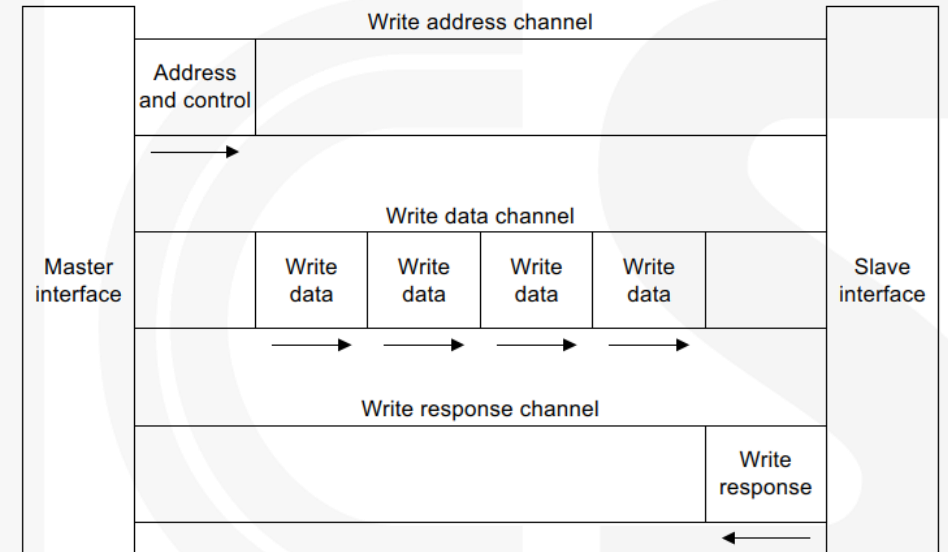 Write address channel
Address
and control
Write data channel
Master
interface
Write
data
Write
data
Write
data
Write
data
Slave
interface
Write response channel
Write
response